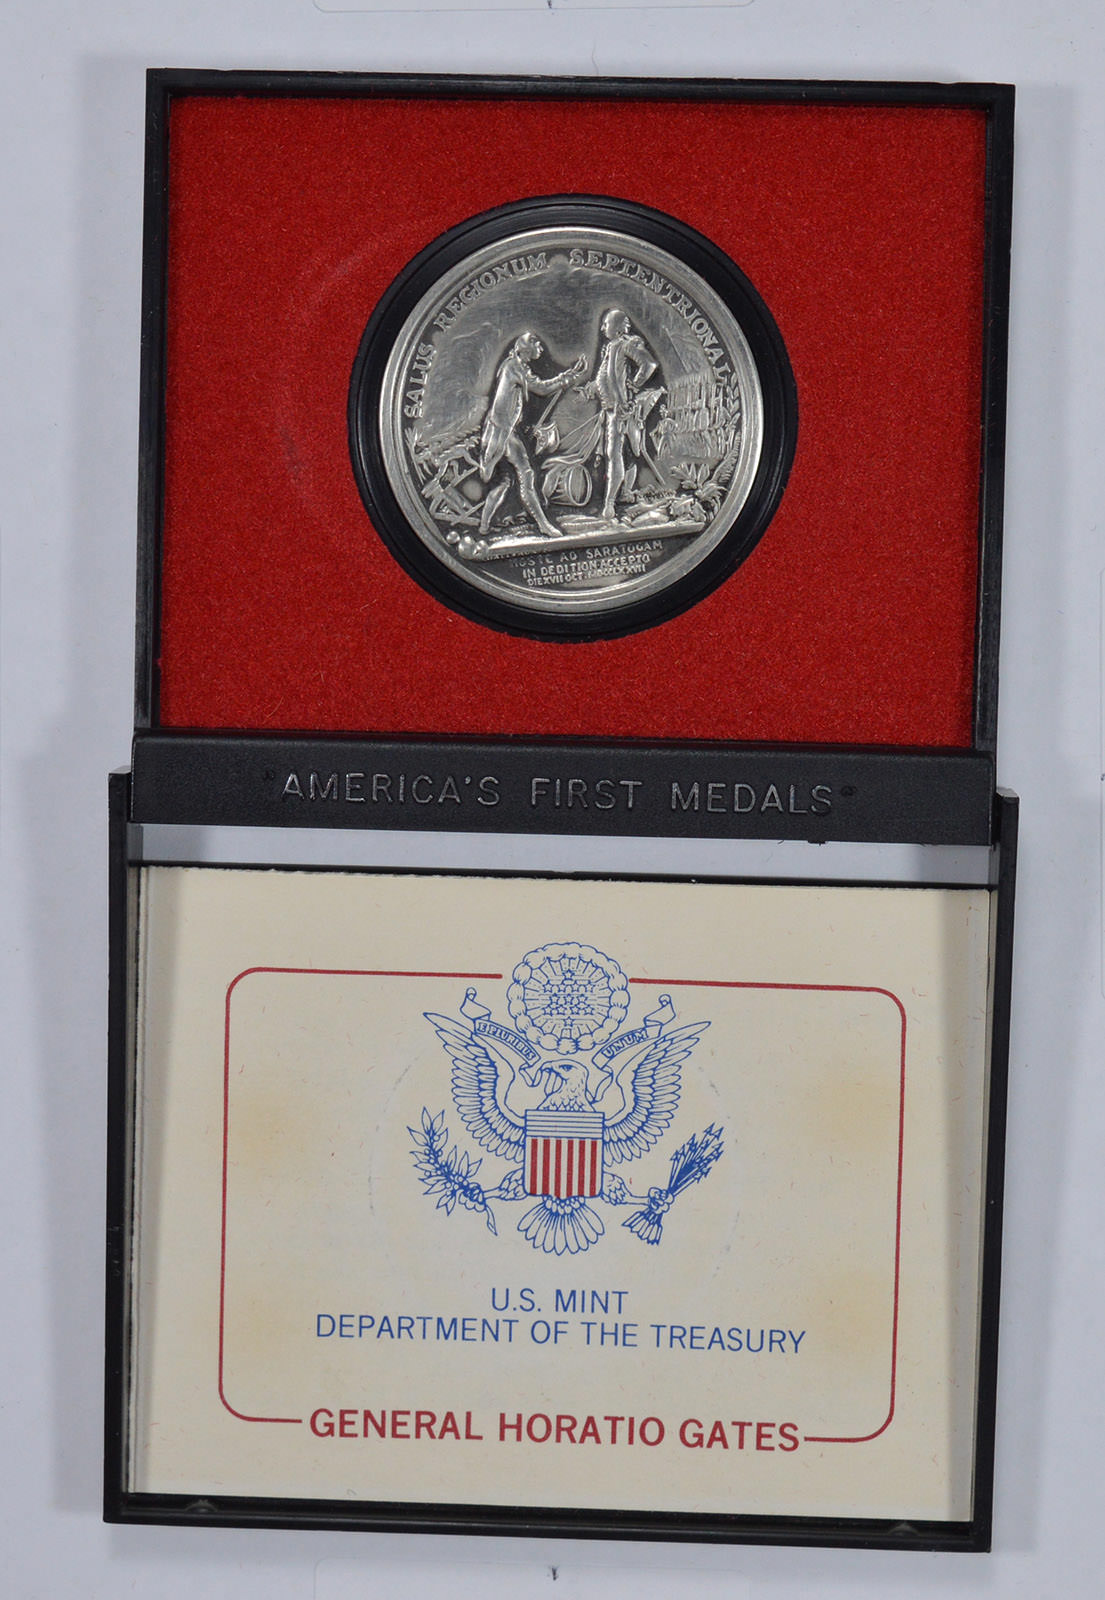 SALUS REGIONUM SEPTENTRIONAL
HOSTE AD SARATOGAM
IN DEDITION·ACCEPTO
DIE XVII OCT. MDCCLXXVII
"AMERICA'S FIRST MEDALS"
E PLURIBUS UNUM
U.S. MINT
DEPARTMENT OF THE TREASURY
GENERAL HORATIO GATES